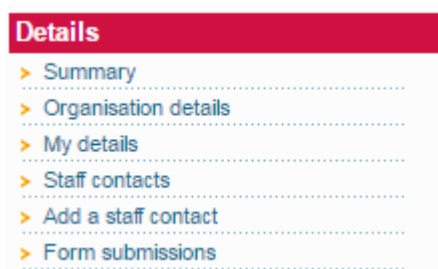 Details
> Summary
> Organisation details
> My details
> Staff contacts
> Add a staff contact
> Form submissions